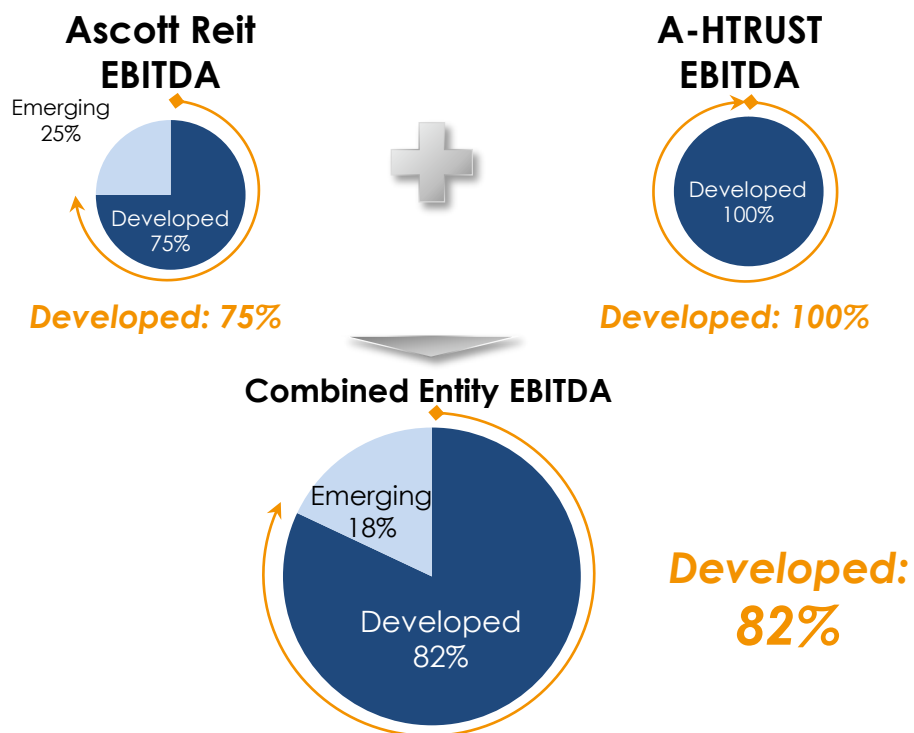 Ascott Reit
EBITDA
Emerging
25%
Developed
75%
Developed: 75%
A-HTRUST
EBITDA
Developed
100%
Developed: 100%
Combined Entity EBITDA
Emerging
18%
Developed
82%
Developed:
82%